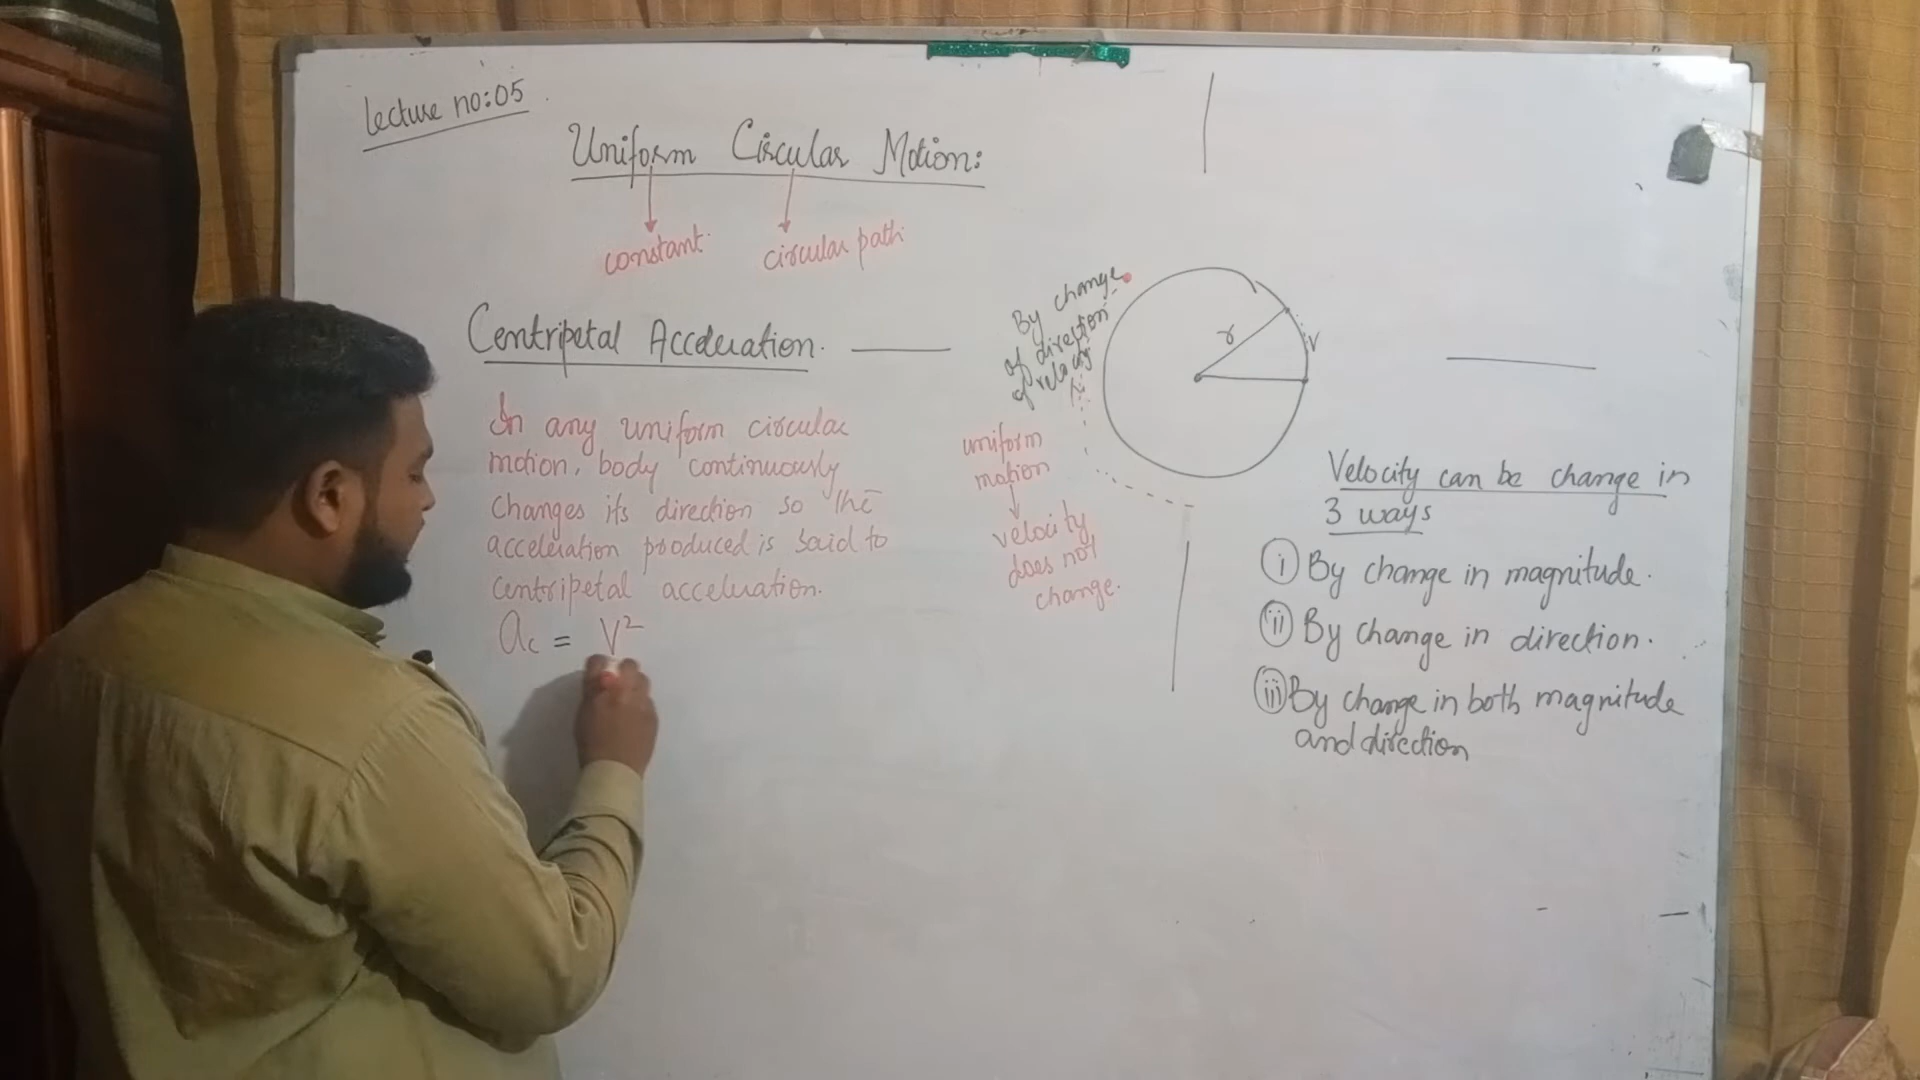 Lecture no:05
Uniform Circular Motion:
constant
circular path
Centripetal Acceleration.
In any uniform circular
motion, body continuously
changes its direction so the
acceleration produced is said to
centripetal acceleration.
ac = V²
By change
of direction
of velocity
r
V
uniform
motion
velocity
does not
change.
Velocity can be change in
3 ways
(i) By change in magnitude.
(ii) By change in direction.
(iii) By change in both magnitude
and direction